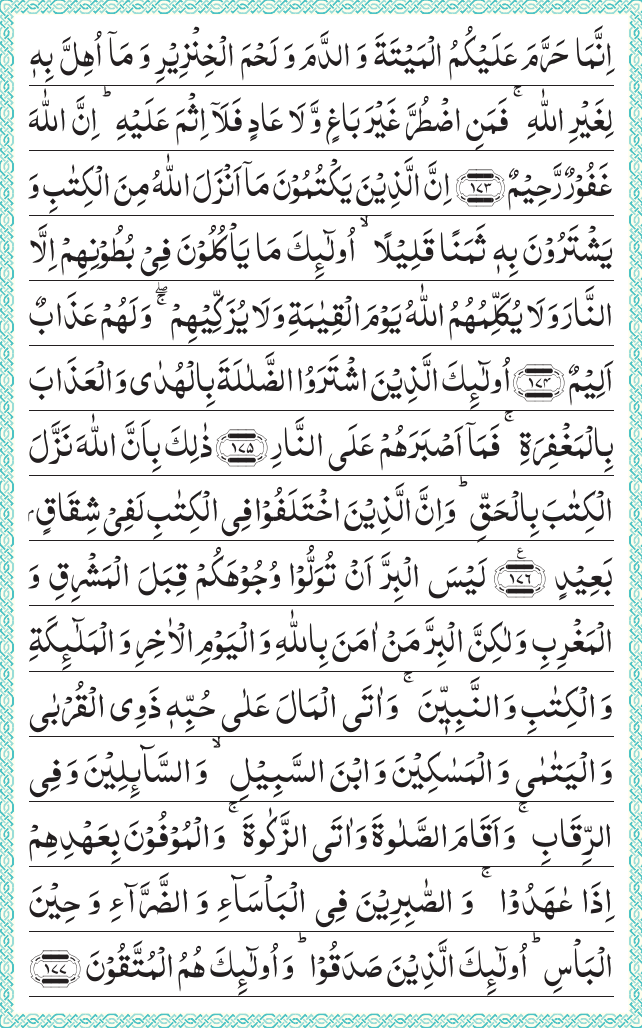 اِنَّمَا حَرَّمَ عَلَيْكُمُ الْمَيْتَةَ وَ الدَّمَ وَ لَحْمَ الْخِنْزِيْرِ وَ مَاۤ اُهِلَّ بِهٖ
لِغَيْرِ اللّٰهِ ۚ فَمَنِ اضْطُرَّ غَيْرَ بَاغٍ وَّ لَا عَادٍ فَلَاۤ اِثْمَ عَلَيْهِ ؕ اِنَّ اللّٰهَ
غَفُوْرٌ رَّحِيْمٌ ﴿۱۷۳﴾ اِنَّ الَّذِيْنَ يَكْتُمُوْنَ مَاۤ اَنْزَلَ اللّٰهُ مِنَ الْكِتٰبِ وَ
يَشْتَرُوْنَ بِهٖ ثَمَنًا قَلِيْلًا ۙ اُولٰٓئِكَ مَا يَاْكُلُوْنَ فِيْ بُطُوْنِهِمْ اِلَّا
النَّارَ وَ لَا يُكَلِّمُهُمُ اللّٰهُ يَوْمَ الْقِيٰمَةِ وَ لَا يُزَكِّيْهِمْ ۖۚ وَ لَهُمْ عَذَابٌ
اَلِيْمٌ ﴿۱۷۴﴾ اُولٰٓئِكَ الَّذِيْنَ اشْتَرَوُا الضَّلٰلَةَ بِالْهُدٰى وَ الْعَذَابَ
بِالْمَغْفِرَةِ ۚ فَمَاۤ اَصْبَرَهُمْ عَلَى النَّارِ ﴿۱۷۵﴾ ذٰلِكَ بِاَنَّ اللّٰهَ نَزَّلَ
الْكِتٰبَ بِالْحَقِّ ؕ وَ اِنَّ الَّذِيْنَ اخْتَلَفُوْا فِي الْكِتٰبِ لَفِيْ شِقَاقٍۭ
بَعِيْدٍ ﴿۱۷۶﴾ ع لَيْسَ الْبِرَّ اَنْ تُوَلُّوْا وُجُوْهَكُمْ قِبَلَ الْمَشْرِقِ وَ
الْمَغْرِبِ وَ لٰكِنَّ الْبِرَّ مَنْ اٰمَنَ بِاللّٰهِ وَ الْيَوْمِ الْاٰخِرِ وَ الْمَلٰٓئِكَةِ
وَ الْكِتٰبِ وَ النَّبِيّٖنَ ۚ وَ اٰتَى الْمَالَ عَلٰى حُبِّهٖ ذَوِي الْقُرْبٰى
وَ الْيَتٰمٰى وَ الْمَسٰكِيْنَ وَ ابْنَ السَّبِيْلِ ۙ وَ السَّآىِٕلِيْنَ وَ فِي
الرِّقَابِ ۚ وَ اَقَامَ الصَّلٰوةَ وَ اٰتَى الزَّكٰوةَ ۚ وَ الْمُوْفُوْنَ بِعَهْدِهِمْ
اِذَا عٰهَدُوْا ۚ وَ الصّٰبِرِيْنَ فِي الْبَاْسَآءِ وَ الضَّرَّآءِ وَ حِيْنَ
الْبَاْسِ ؕ اُولٰٓئِكَ الَّذِيْنَ صَدَقُوْا ؕ وَ اُولٰٓئِكَ هُمُ الْمُتَّقُوْنَ ﴿۱۷۷﴾